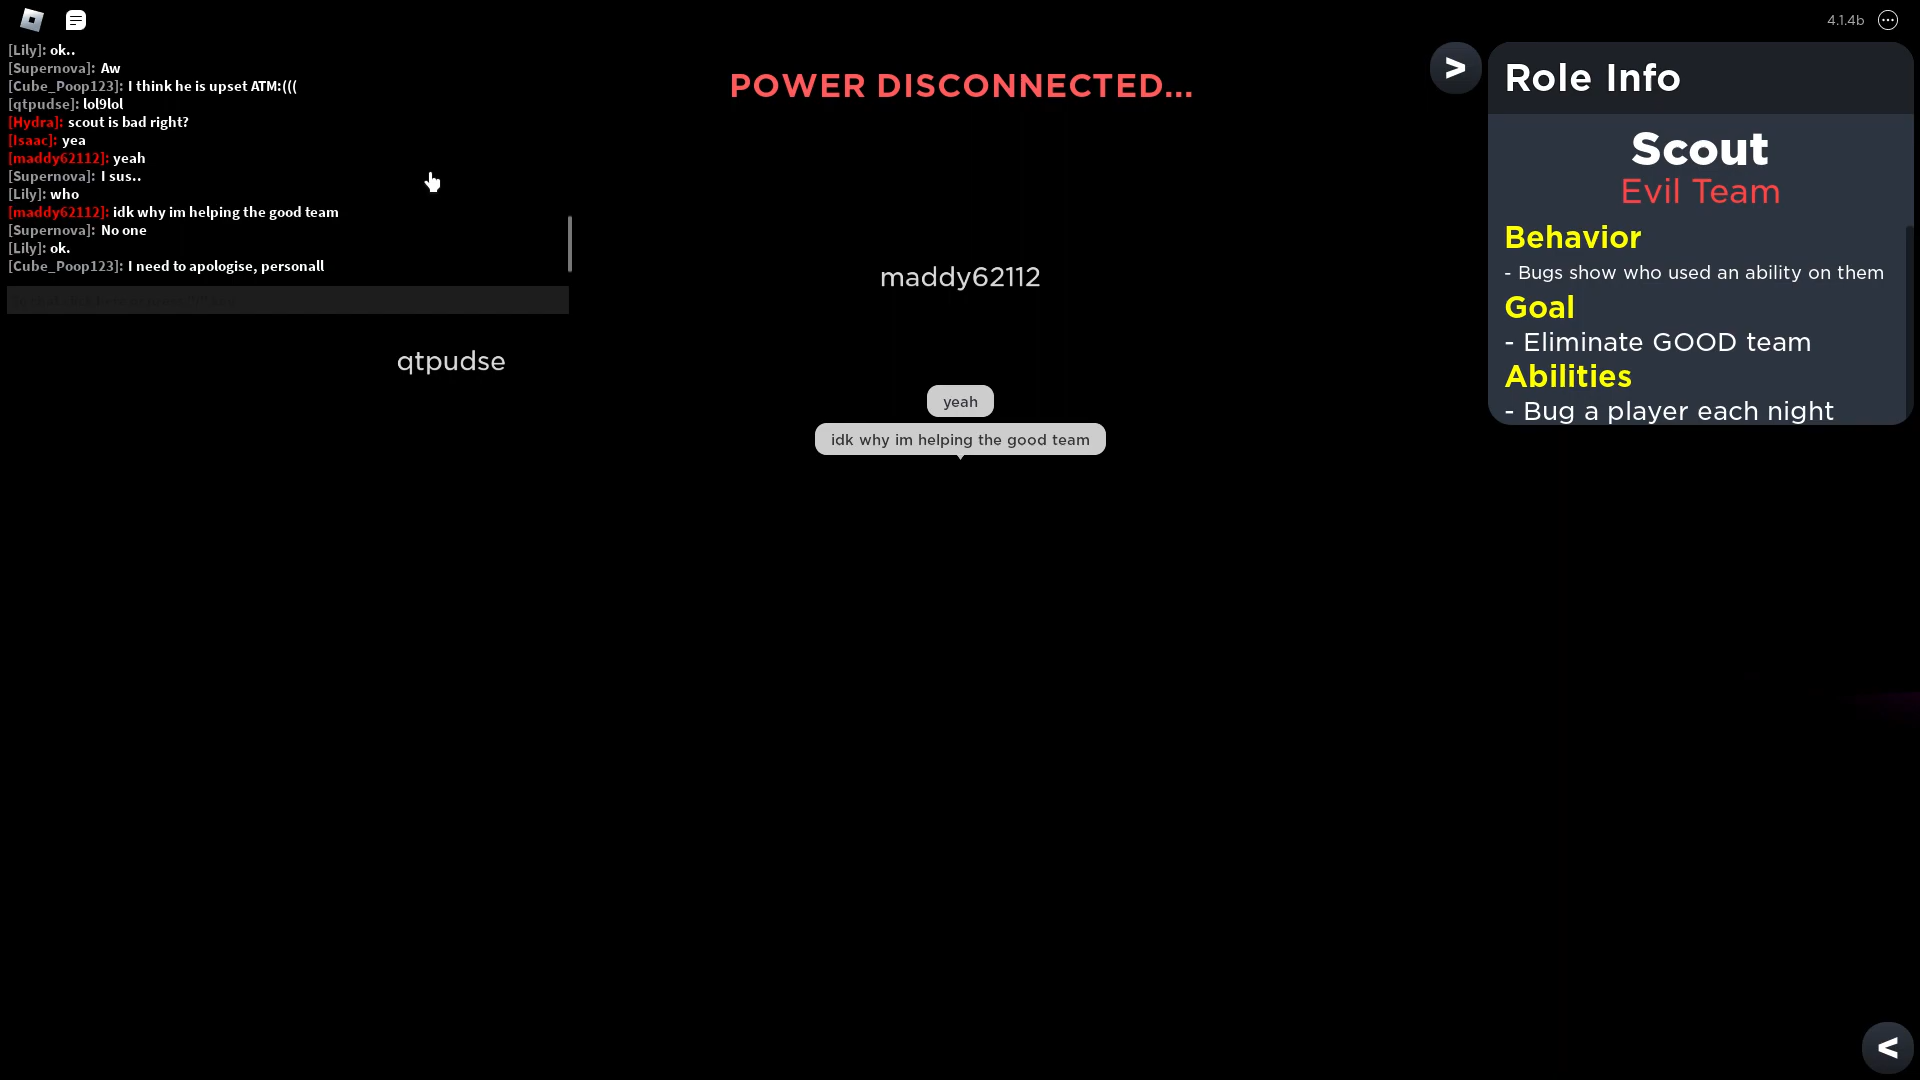 4.1.4b
[Lily]: ok..
[Supernova]: Aw
[Cube_Poop123]: I think he is upset ATM:(((
[qtpudse]: lol9lol
[Hydra]: scout is bad right?
[Isaac]: yea
[maddy62112]: yeah
[Supernova]: I sus..
[Lily]: who
[maddy62112]: idk why im helping the good team
[Supernova]: No one
[Lily]: ok.
[Cube_Poop123]: I need to apologise, personall
POWER DISCONNECTED...
maddy62112
qtpudse
yeah
idk why im helping the good team
>
Role Info
Scout
Evil Team
Behavior
- Bugs show who used an ability on them
Goal
- Eliminate GOOD team
Abilities
- Bug a player each night
<